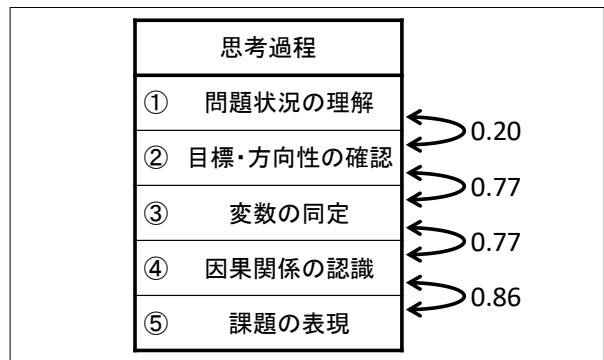 思考過程
① 問題状況の理解
0.20
② 目標・方向性の確認
0.77
③ 変数の同定
0.77
④ 因果関係の認識
0.86
⑤ 課題の表現